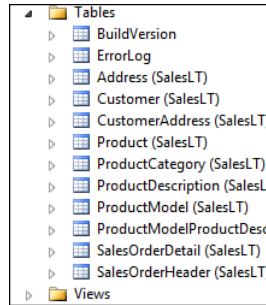 Tables
BuildVersion
ErrorLog
Address (SalesLT)
Customer (SalesLT)
CustomerAddress (SalesLT)
Product (SalesLT)
ProductCategory (SalesLT)
ProductDescription (SalesL
ProductModel (SalesLT)
ProductModelProductDesc
SalesOrderDetail (SalesLT)
SalesOrderHeader (SalesLT)
Views